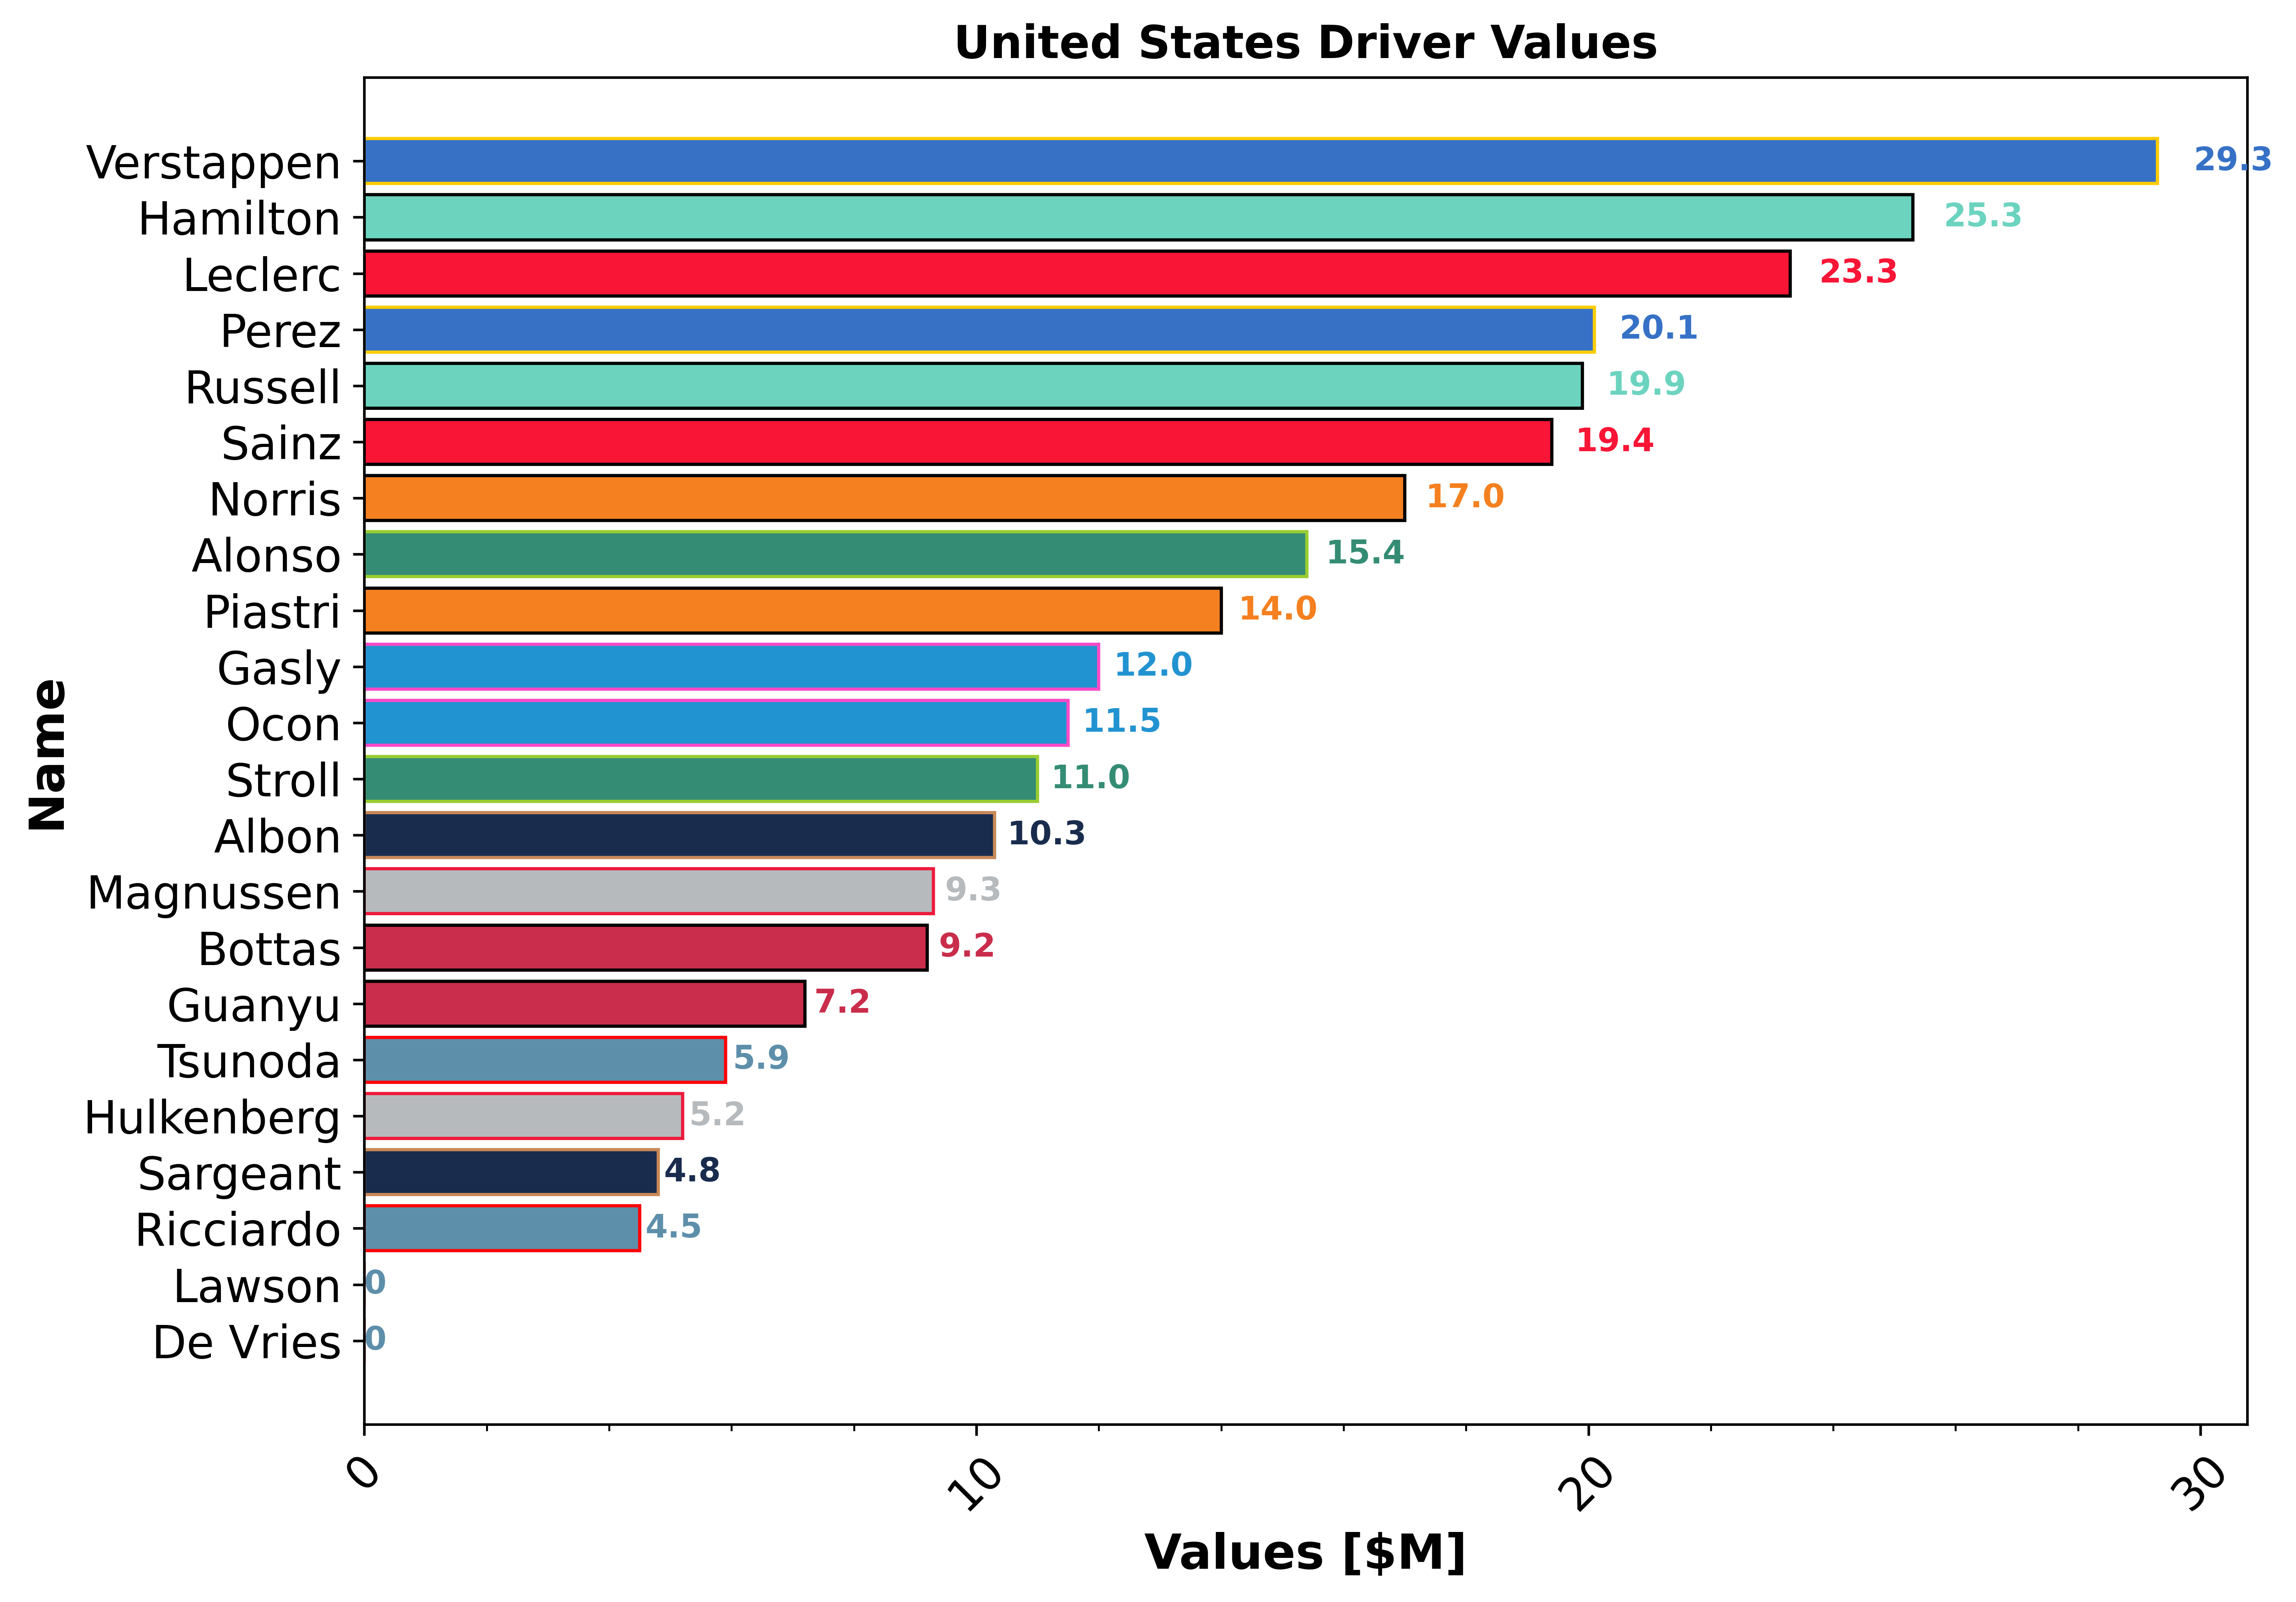 United States Driver Values
Verstappen 29.3
Hamilton 25.3
Leclerc 23.3
Perez 20.1
Russell 19.9
Sainz 19.4
Norris 17.0
Alonso 15.4
Piastri 14.0
Gasly 12.0
Ocon 11.5
Stroll 11.0
Albon 10.3
Magnussen 9.3
Bottas 9.2
Guanyu 7.2
Tsunoda 5.9
Hulkenberg 5.2
Sargeant 4.8
Ricciardo 4.5
Lawson 0
De Vries 0
Name
0 10 20 30
Values [$M]